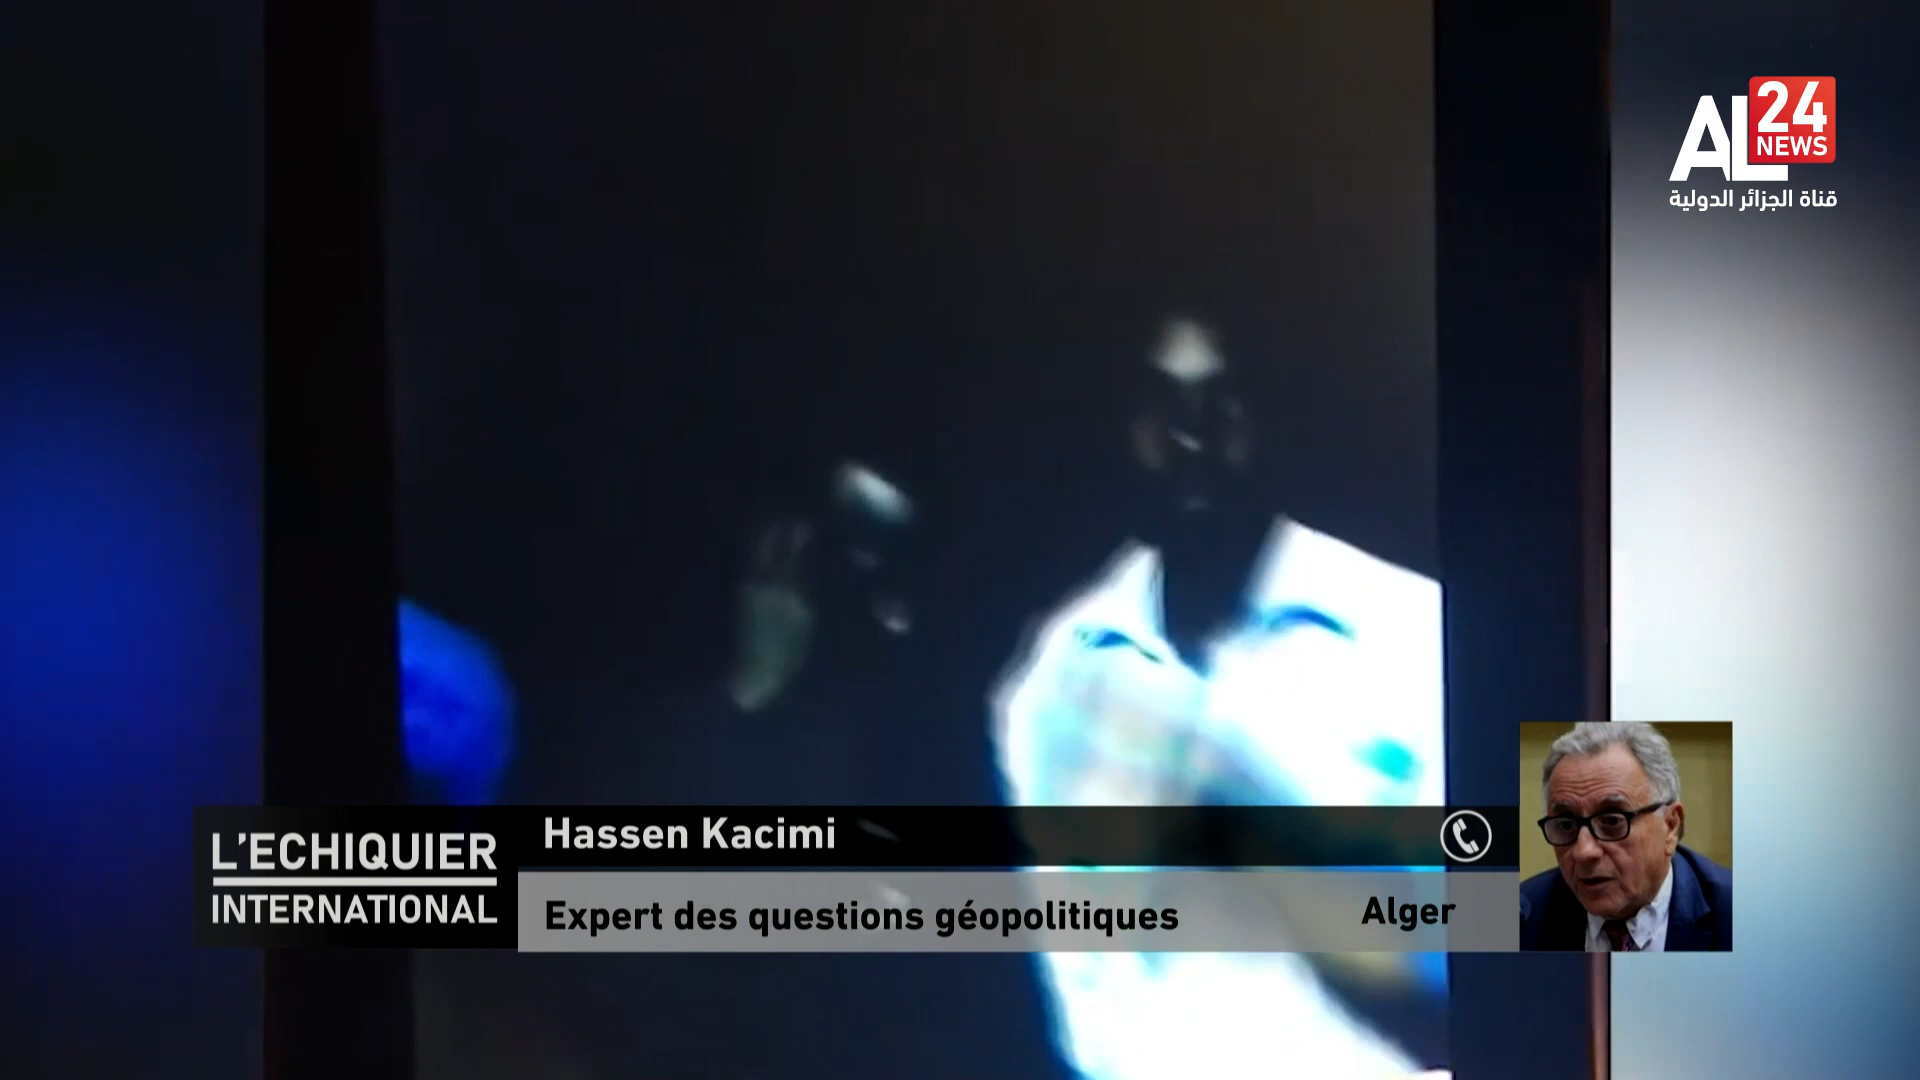 AL
24
NEWS
قناة الجزائر الدولية
L'ECHIQUIER
INTERNATIONAL
Hassen Kacimi
Expert des questions géopolitiques
Alger